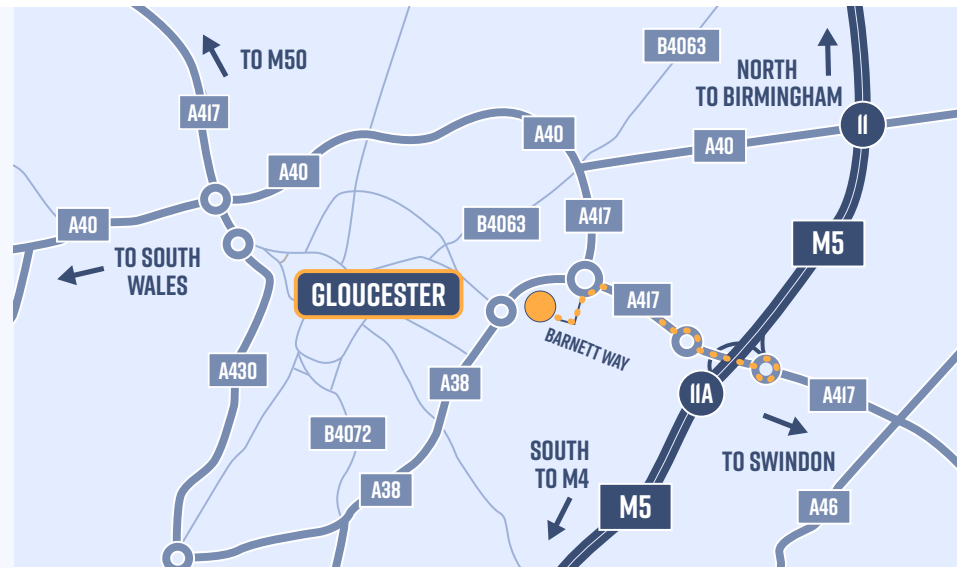 B4063
TO M50
NORTH
TO BIRMINGHAM
A417
11
A40
A40
A40
A417
A40
B4063
M5
TO SOUTH
WALES
GLOUCESTER
A417
BARNETT WAY
A430
A38
11A
A417
B4072
SOUTH
TO M4
TO SWINDON
A38
M5
A46